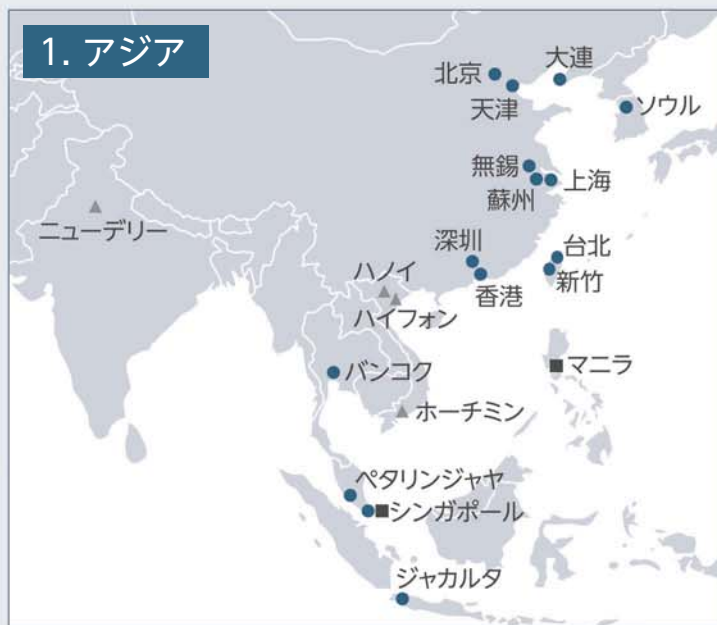 1. アジア
大連
北京
天津
ソウル
無錫
蘇州
上海
ニューデリー
深圳
台北
新竹
香港
ハノイ
ハイフォン
マニラ
バンコク
ホーチミン
ペタリンジャヤ
シンガポール
ジャカルタ